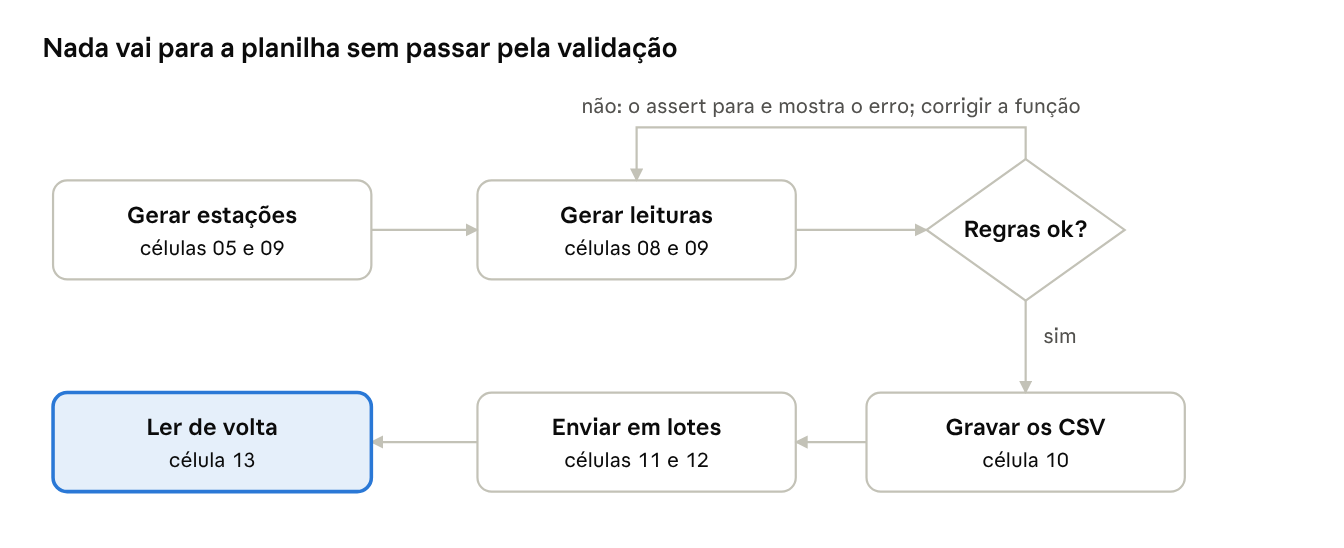 Nada vai para a planilha sem passar pela validação
não: o assert para e mostra o erro; corrigir a função
Gerar estações
células 05 e 09
Gerar leituras
células 08 e 09
Regras ok?
sim
Ler de volta
célula 13
Enviar em lotes
células 11 e 12
Gravar os CSV
célula 10